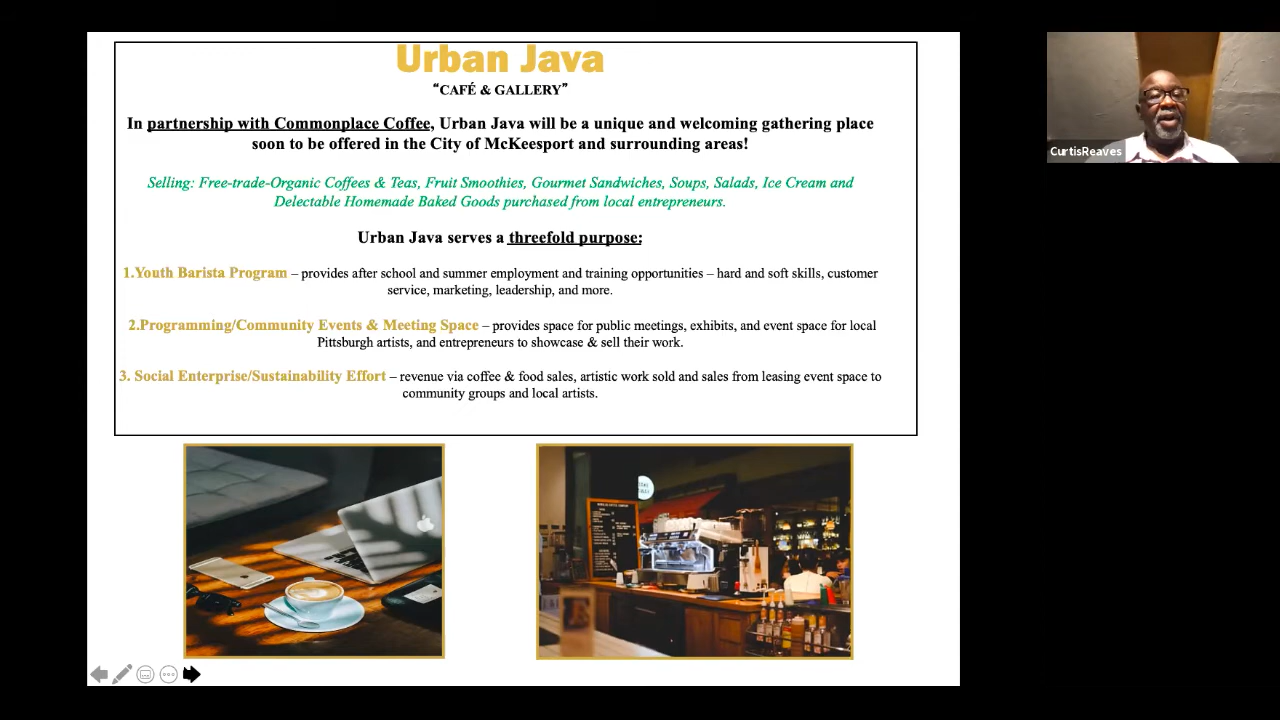 Urban Java
“CAFÉ & GALLERY”
In partnership with Commonplace Coffee, Urban Java will be a unique and welcoming gathering place
soon to be offered in the City of McKeesport and surrounding areas!
Selling: Free-trade-Organic Coffees & Teas, Fruit Smoothies, Gourmet Sandwiches, Soups, Salads, Ice Cream and
Delectable Homemade Baked Goods purchased from local entrepreneurs.
Urban Java serves a threefold purpose:
1.Youth Barista Program – provides after school and summer employment and training opportunities – hard and soft skills, customer
service, marketing, leadership, and more.
2.Programming/Community Events & Meeting Space – provides space for public meetings, exhibits, and event space for local
Pittsburgh artists, and entrepreneurs to showcase & sell their work.
3. Social Enterprise/Sustainability Effort – revenue via coffee & food sales, artistic work sold and sales from leasing event space to
community groups and local artists.
CurtisReaves